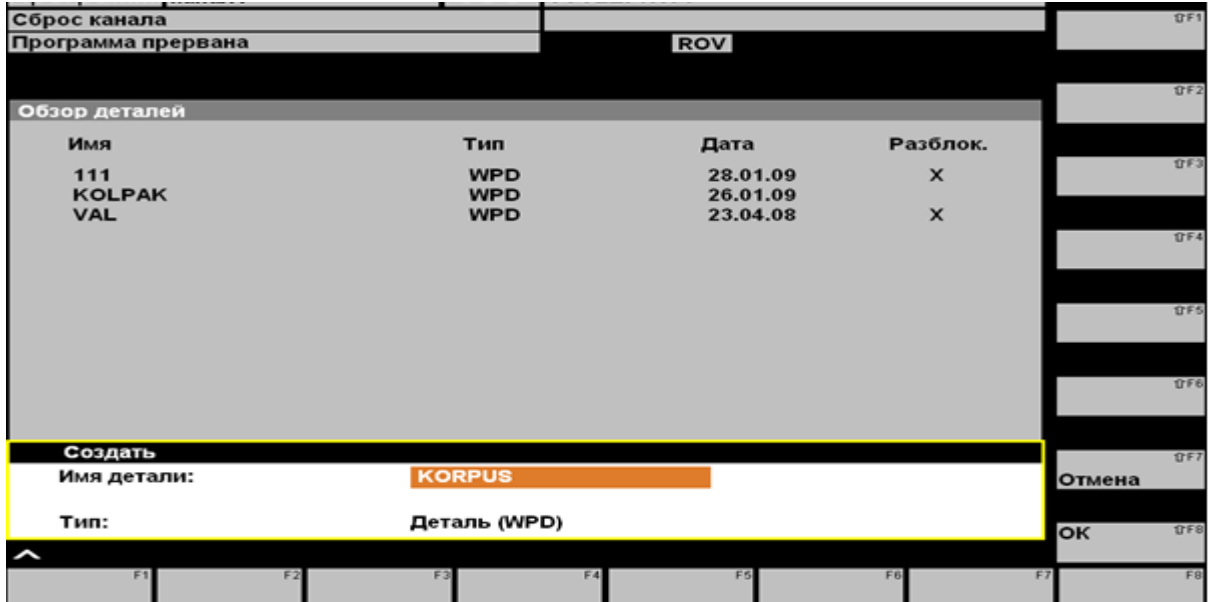 Сброс канала
Программа прервана ROV
Обзор деталей
Имя Тип Дата Разблок.
111 WPD 28.01.09 X
KOLPAK WPD 26.01.09
VAL WPD 23.04.08 X
Создать
Имя детали: KORPUS
Тип: Деталь (WPD)
⇧F1
⇧F2
⇧F3
⇧F4
⇧F5
⇧F6
⇧F7
Отмена
OK ⇧F8
F1 F2 F3 F4 F5 F6 F7 F8